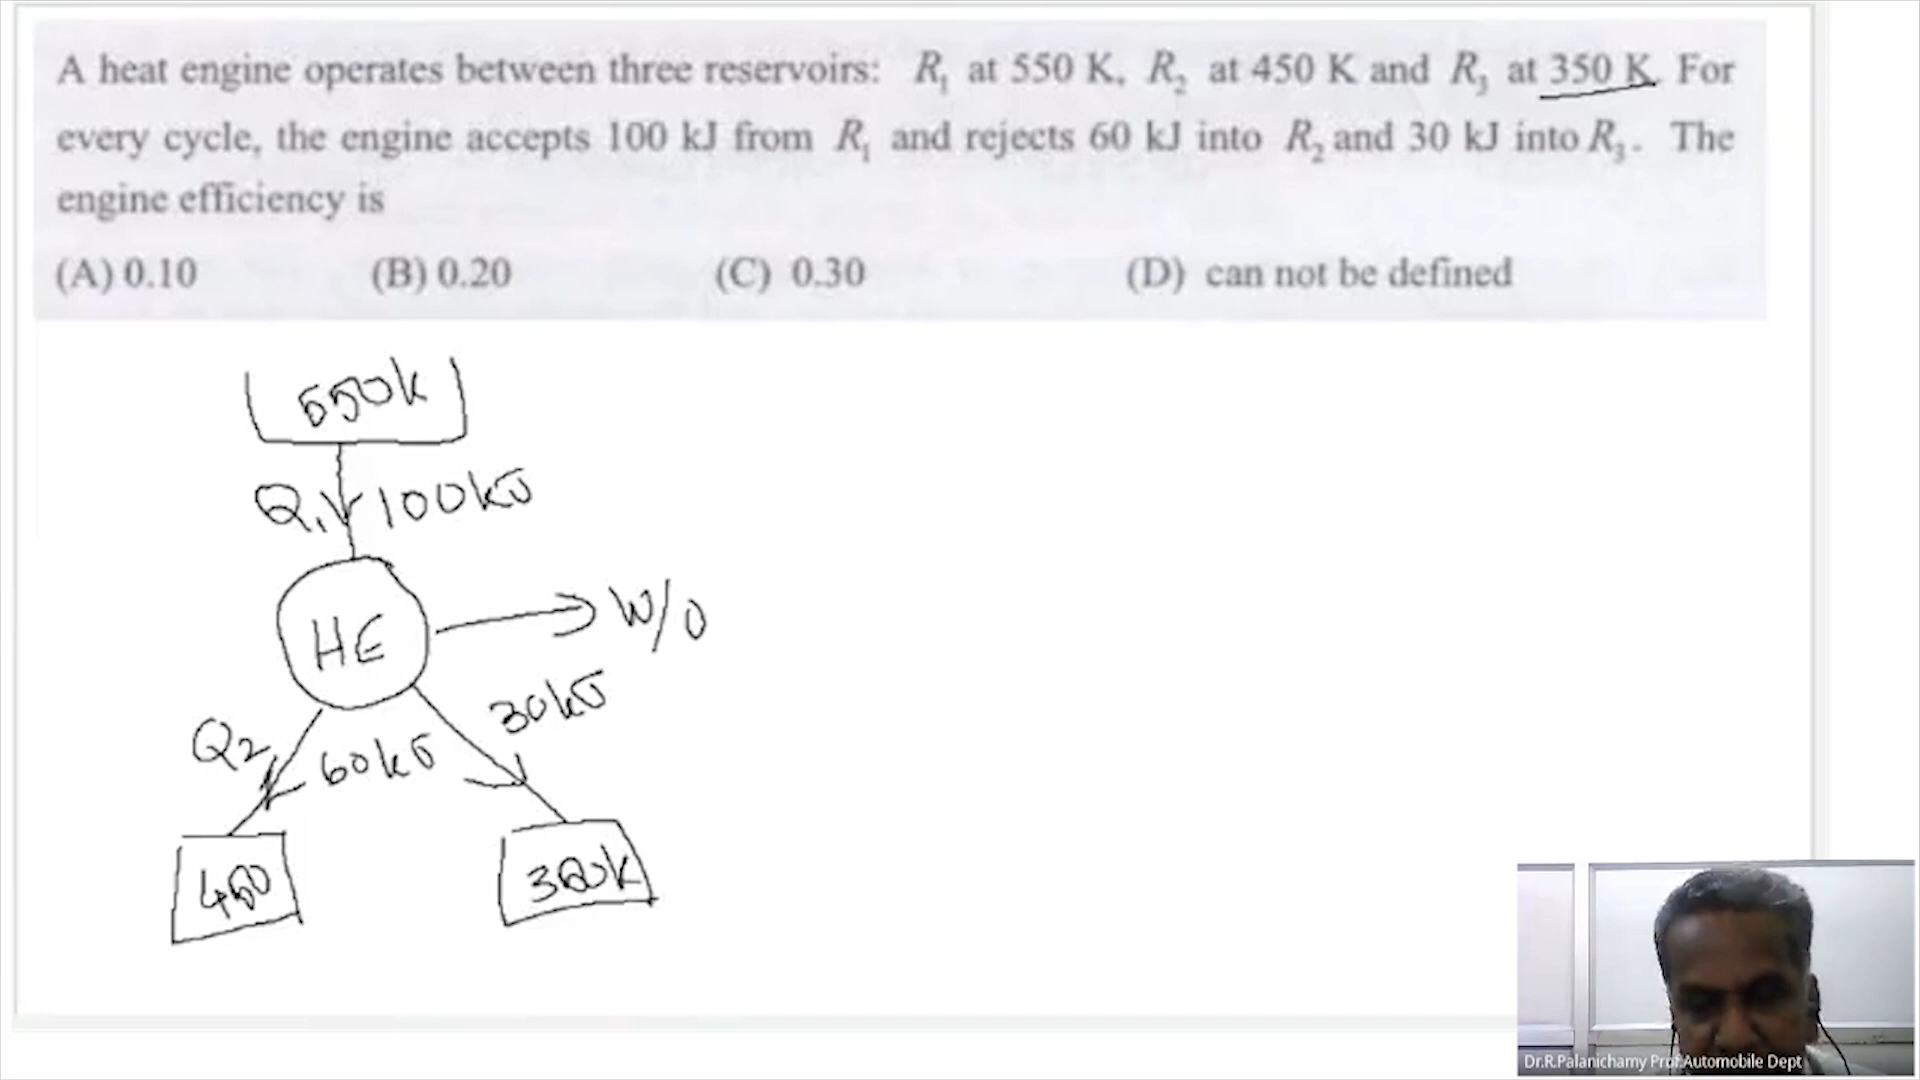 A heat engine operates between three reservoirs: R₁ at 550 K, R₂ at 450 K and R₃ at 350 K. For
every cycle, the engine accepts 100 kJ from R₁ and rejects 60 kJ into R₂ and 30 kJ into R₃. The
engine efficiency is
(A) 0.10 (B) 0.20 (C) 0.30 (D) can not be defined
550K
Q₁ 100kJ
HE
W/O
30kJ
Q2 60kJ
450
350K
Dr.R.Palanichamy Prof.Automobile Dept